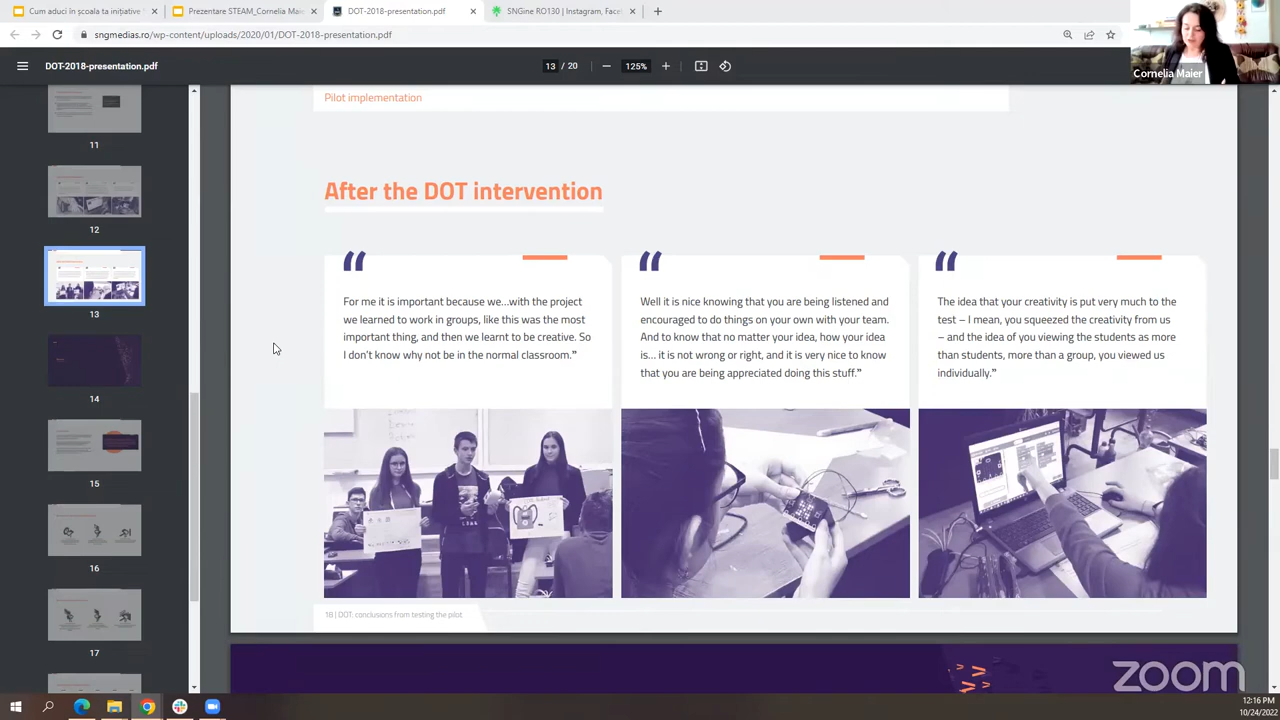 Cum aduci în școala ta inițiative
Prezentare STEAM_Cornelia Maie
DOT-2018-presentation.pdf
SNGine RO130 | Instagram, Face
sngmedias.ro/wp-content/uploads/2020/01/DOT-2018-presentation.pdf
Cornelia Maier
DOT-2018-presentation.pdf
13 / 20
125%
11
12
13
14
15
16
17
Pilot implementation
After the DOT intervention
For me it is important because we...with the project
we learned to work in groups, like this was the most
important thing, and then we learnt to be creative. So
I don't know why not be in the normal classroom.”
Well it is nice knowing that you are being listened and
encouraged to do things on your own with your team.
And to know that no matter your idea, how your idea
is... it is not wrong or right, and it is very nice to know
that you are being appreciated doing this stuff.”
The idea that your creativity is put very much to the
test – I mean, you squeezed the creativity from us
– and the idea of you viewing the students as more
than students, more than a group, you viewed us
individually.”
18 | DOT: conclusions from testing the pilot
zoom
12:16 PM
10/24/2022